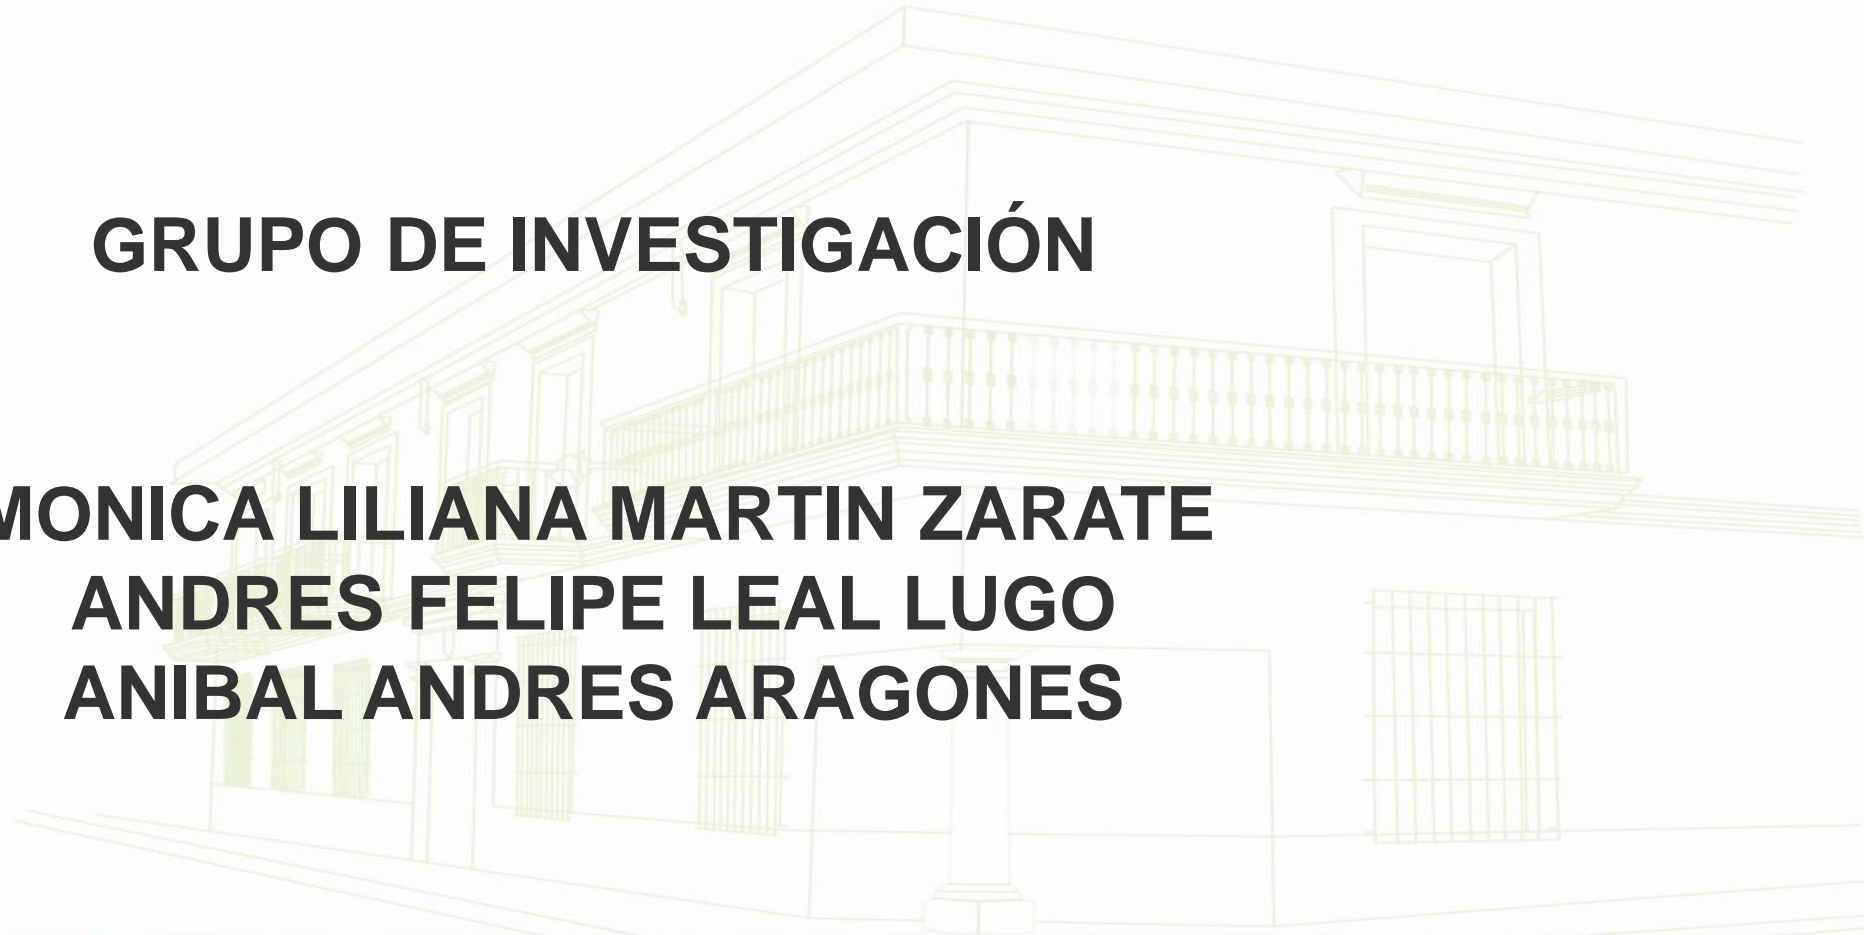 GRUPO DE INVESTIGACIÓN
MONICA LILIANA MARTIN ZARATE
ANDRES FELIPE LEAL LUGO
ANIBAL ANDRES ARAGONES